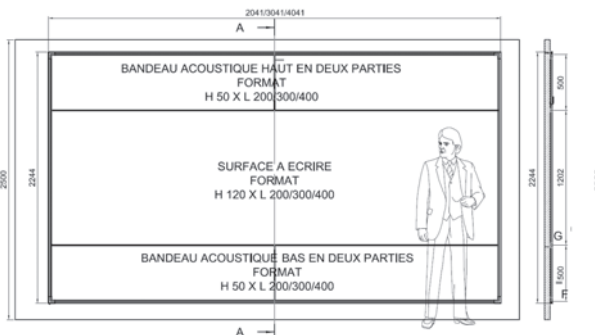 2041/3041/4041
A
BANDEAU ACOUSTIQUE HAUT EN DEUX PARTIES
FORMAT
H 50 X L 200/300/400
500
2500
2244
SURFACE A ECRIRE
FORMAT
H 120 X L 200/300/400
2244
1202
G
BANDEAU ACOUSTIQUE BAS EN DEUX PARTIES
FORMAT
H 50 X L 200/300/400
500
F
A